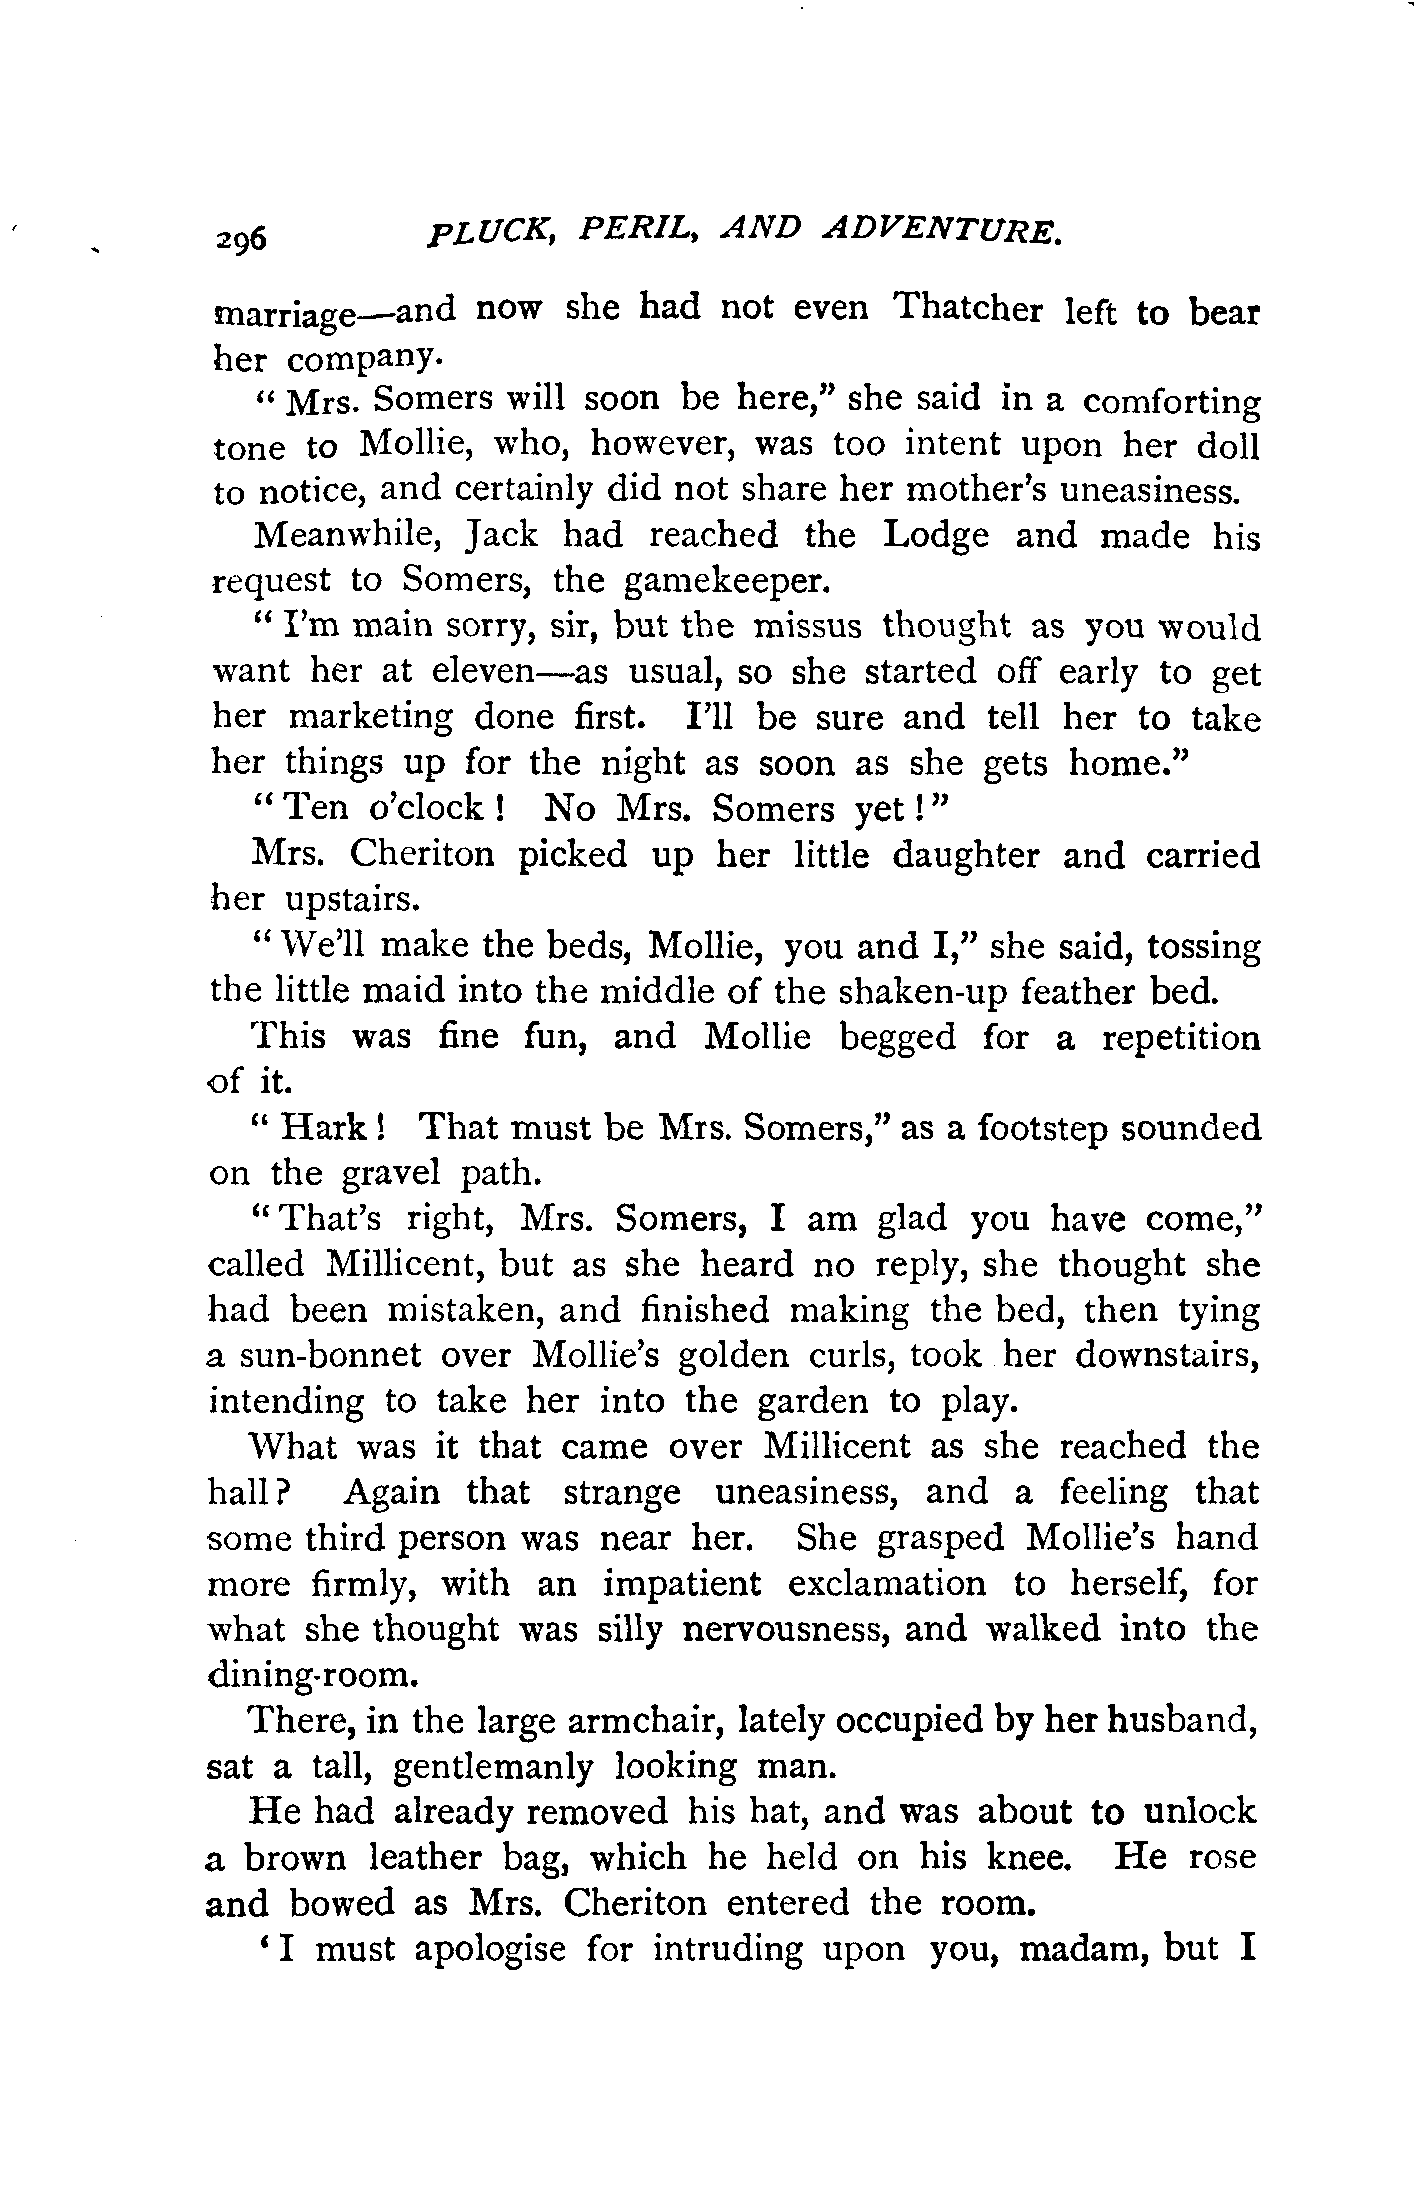 296 PLUCK, PERIL, AND ADVENTURE.
marriage—and now she had not even Thatcher left to bear
her company.
“ Mrs. Somers will soon be here,” she said in a comforting
tone to Mollie, who, however, was too intent upon her doll
to notice, and certainly did not share her mother’s uneasiness.
Meanwhile, Jack had reached the Lodge and made his
request to Somers, the gamekeeper.
“ I’m main sorry, sir, but the missus thought as you would
want her at eleven—as usual, so she started off early to get
her marketing done first. I’ll be sure and tell her to take
her things up for the night as soon as she gets home.”
“ Ten o’clock ! No Mrs. Somers yet ! ”
Mrs. Cheriton picked up her little daughter and carried
her upstairs.
“ We’ll make the beds, Mollie, you and I,” she said, tossing
the little maid into the middle of the shaken-up feather bed.
This was fine fun, and Mollie begged for a repetition
of it.
“ Hark ! That must be Mrs. Somers,” as a footstep sounded
on the gravel path.
“ That’s right, Mrs. Somers, I am glad you have come,”
called Millicent, but as she heard no reply, she thought she
had been mistaken, and finished making the bed, then tying
a sun-bonnet over Mollie’s golden curls, took her downstairs,
intending to take her into the garden to play.
What was it that came over Millicent as she reached the
hall ? Again that strange uneasiness, and a feeling that
some third person was near her. She grasped Mollie’s hand
more firmly, with an impatient exclamation to herself, for
what she thought was silly nervousness, and walked into the
dining-room.
There, in the large armchair, lately occupied by her husband,
sat a tall, gentlemanly looking man.
He had already removed his hat, and was about to unlock
a brown leather bag, which he held on his knee. He rose
and bowed as Mrs. Cheriton entered the room.
‘ I must apologise for intruding upon you, madam, but I